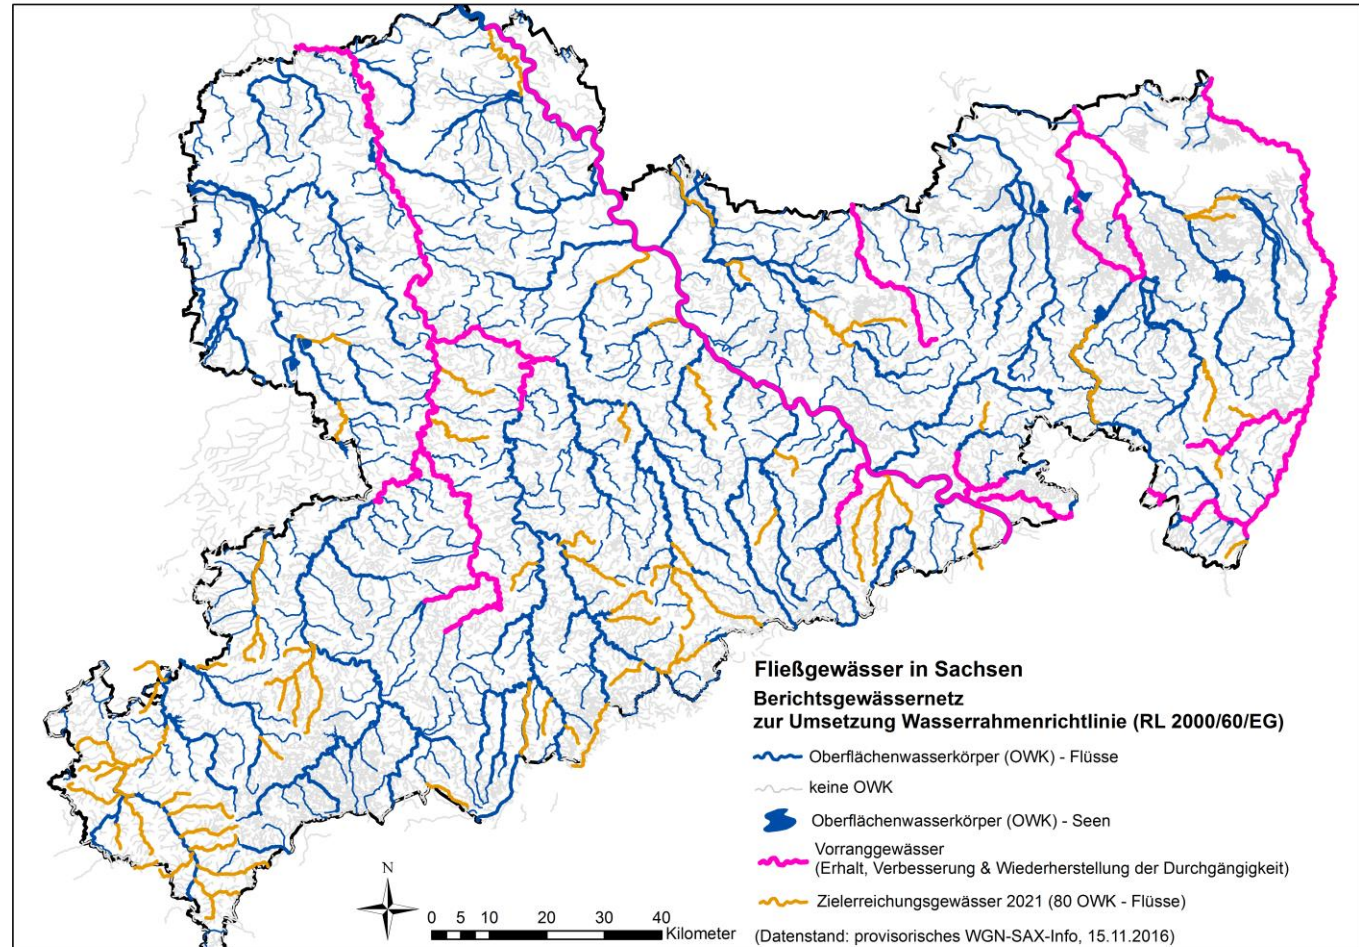 Fließgewässer in Sachsen
Berichtsgewässernetz
zur Umsetzung Wasserrahmenrichtlinie (RL 2000/60/EG)
Oberflächenwasserkörper (OWK) - Flüsse
keine OWK
Oberflächenwasserkörper (OWK) - Seen
Vorranggewässer
(Erhalt, Verbesserung & Wiederherstellung der Durchgängigkeit)
Zielerreichungsgewässer 2021 (80 OWK - Flüsse)
(Datenstand: provisorisches WGN-SAX-Info, 15.11.2016)
N
0 5 10 20 30 40
Kilometer